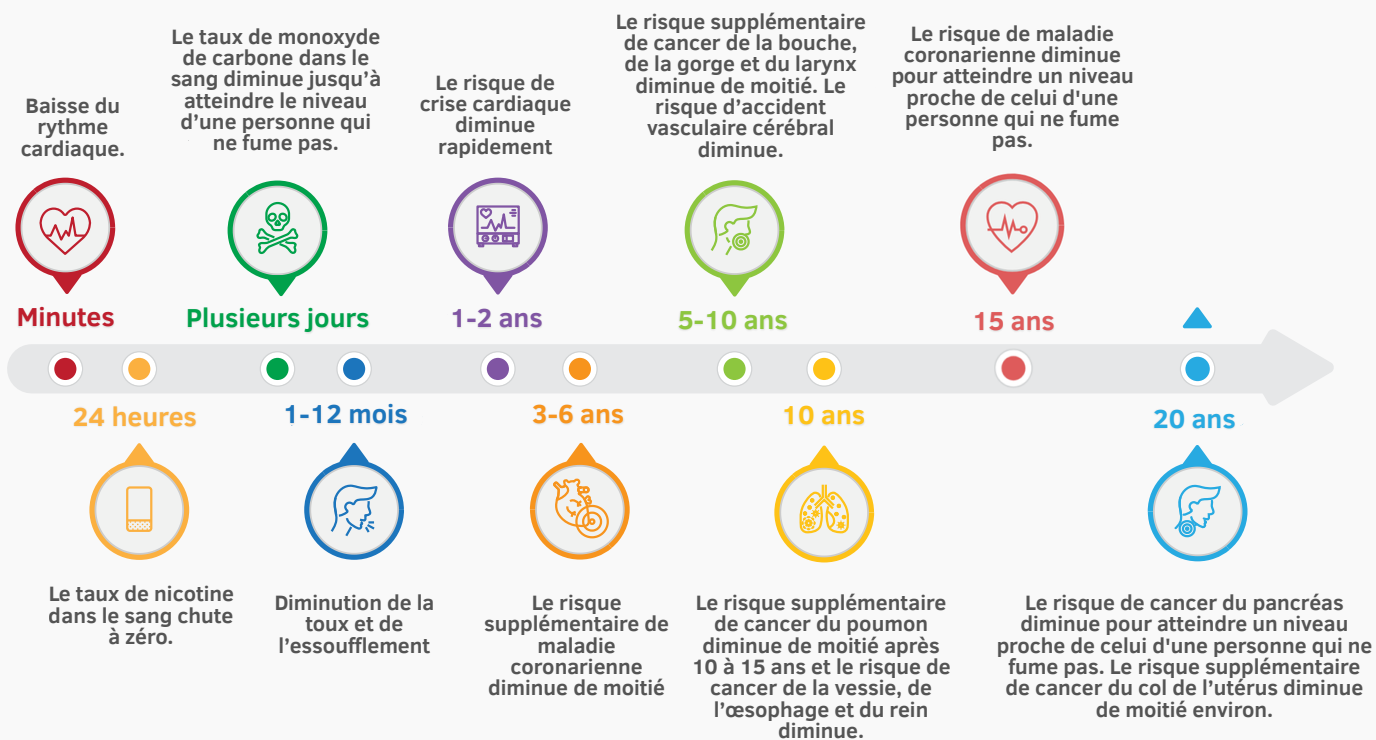 Baisse du
rythme
cardiaque.
Minutes
24 heures
Le taux de nicotine
dans le sang chute
à zéro.
Le taux de monoxyde
de carbone dans le
sang diminue jusqu’à
atteindre le niveau
d’une personne qui
ne fume pas.
Plusieurs jours
1-12 mois
Diminution de la
toux et de
l’essoufflement
Le risque de
crise cardiaque
diminue
rapidement
1-2 ans
3-6 ans
Le risque
supplémentaire de
maladie
coronarienne
diminue de moitié
Le risque supplémentaire
de cancer de la bouche,
de la gorge et du larynx
diminue de moitié. Le
risque d’accident
vasculaire cérébral
diminue.
5-10 ans
10 ans
Le risque supplémentaire
de cancer du poumon
diminue de moitié après
10 à 15 ans et le risque de
cancer de la vessie, de
l’œsophage et du rein
diminue.
Le risque de maladie
coronarienne diminue
pour atteindre un niveau
proche de celui d'une
personne qui ne fume
pas.
15 ans
20 ans
Le risque de cancer du pancréas
diminue pour atteindre un niveau
proche de celui d'une personne qui ne
fume pas. Le risque supplémentaire
de cancer du col de l’utérus diminue
de moitié environ.